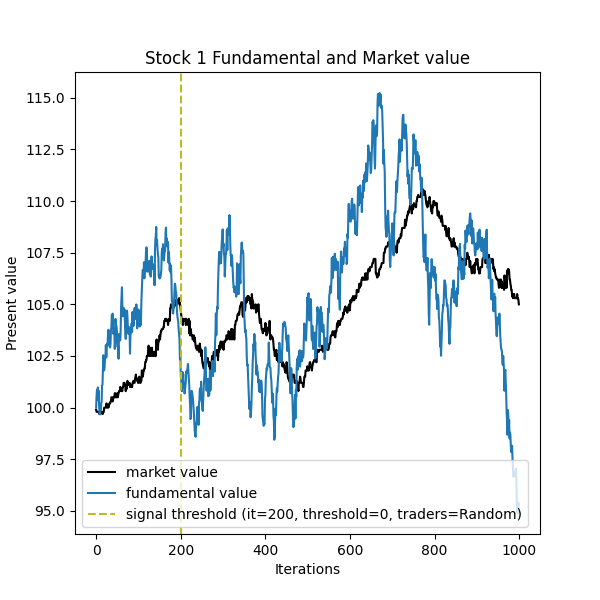 Stock 1 Fundamental and Market value
115.0
112.5
110.0
107.5
105.0
102.5
100.0
97.5
95.0
Present value
market value
fundamental value
signal threshold (it=200, threshold=0, traders=Random)
0 200 400 600 800 1000
Iterations